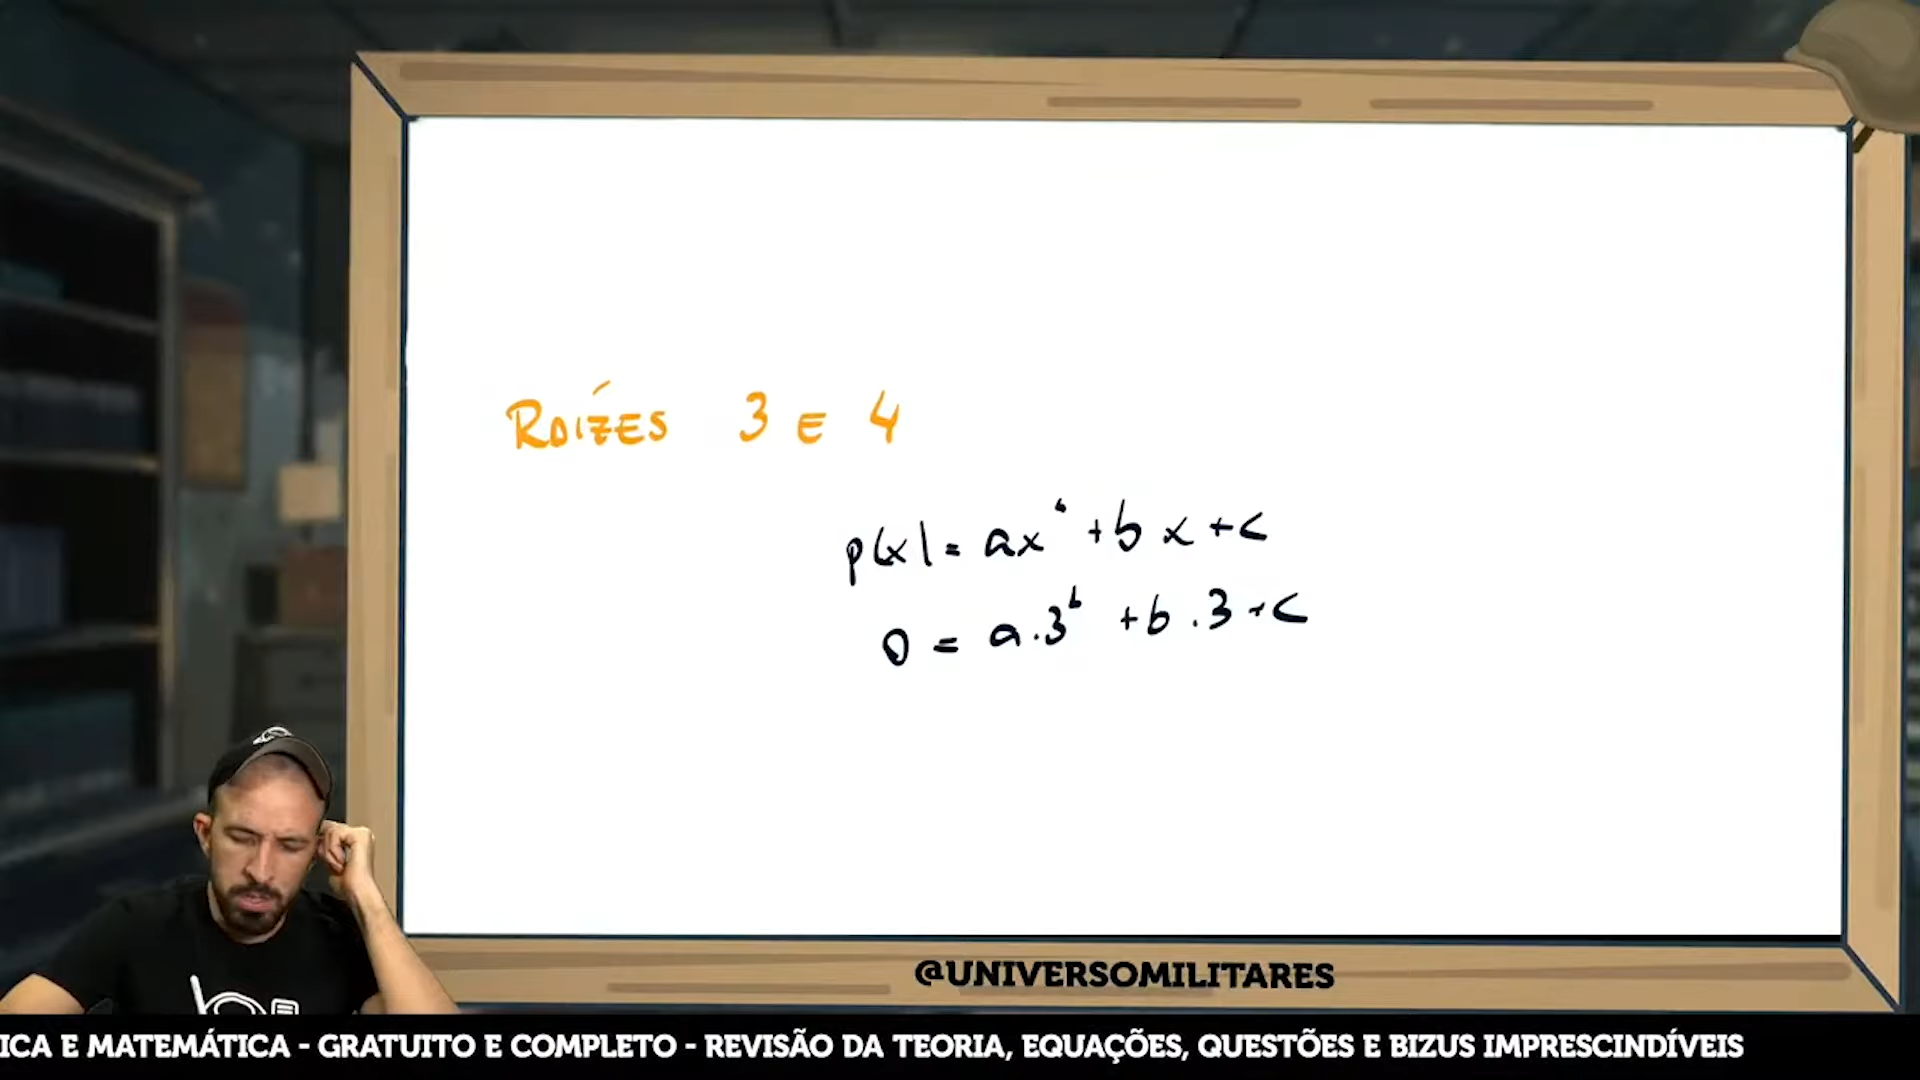 RAÍZES 3 E 4
p(x) = ax² + bx + c
0 = a.3² + b.3 + c
@UNIVERSOMILITARES
ICA E MATEMÁTICA - GRATUITO E COMPLETO - REVISÃO DA TEORIA, EQUAÇÕES, QUESTÕES E BIZUS IMPRESCINDÍVEIS